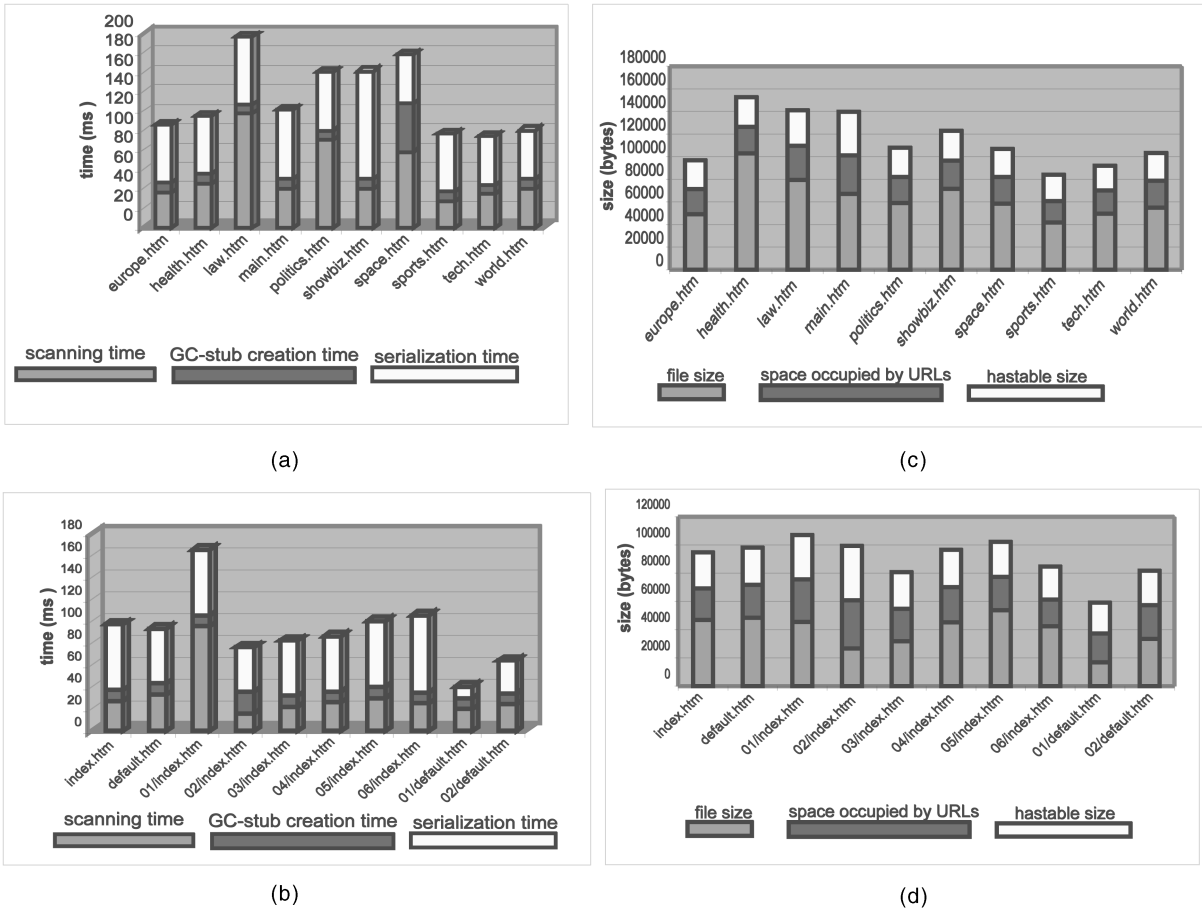 200
180
160
140
120
100
80
60
40
20
0
time (ms )
europe.htm
health.htm
law.htm
main.htm
politics.htm
showbiz.htm
space.htm
sports.htm
tech.htm
world.htm
scanning time
GC-stub creation time
serialization time
(a)
180000
160000
140000
120000
100000
80000
60000
40000
20000
0
size (bytes)
europe.htm
health.htm
law.htm
main.htm
politics.htm
showbiz.htm
space.htm
sports.htm
tech.htm
world.htm
file size
space occupied by URLs
hastable size
(c)
180
160
140
120
100
80
60
40
20
0
time (ms )
index.htm
default.htm
01/index.htm
02/index.htm
03/index.htm
04/index.htm
05/index.htm
06/index.htm
01/default.htm
02/default.htm
scanning time
GC-stub creation time
serialization time
(b)
120000
100000
80000
60000
40000
20000
0
size (bytes)
index.htm
default.htm
01/index.htm
02/index.htm
03/index.htm
04/index.htm
05/index.htm
06/index.htm
01/default.htm
02/default.htm
file size
space occupied by URLs
hastable size
(d)